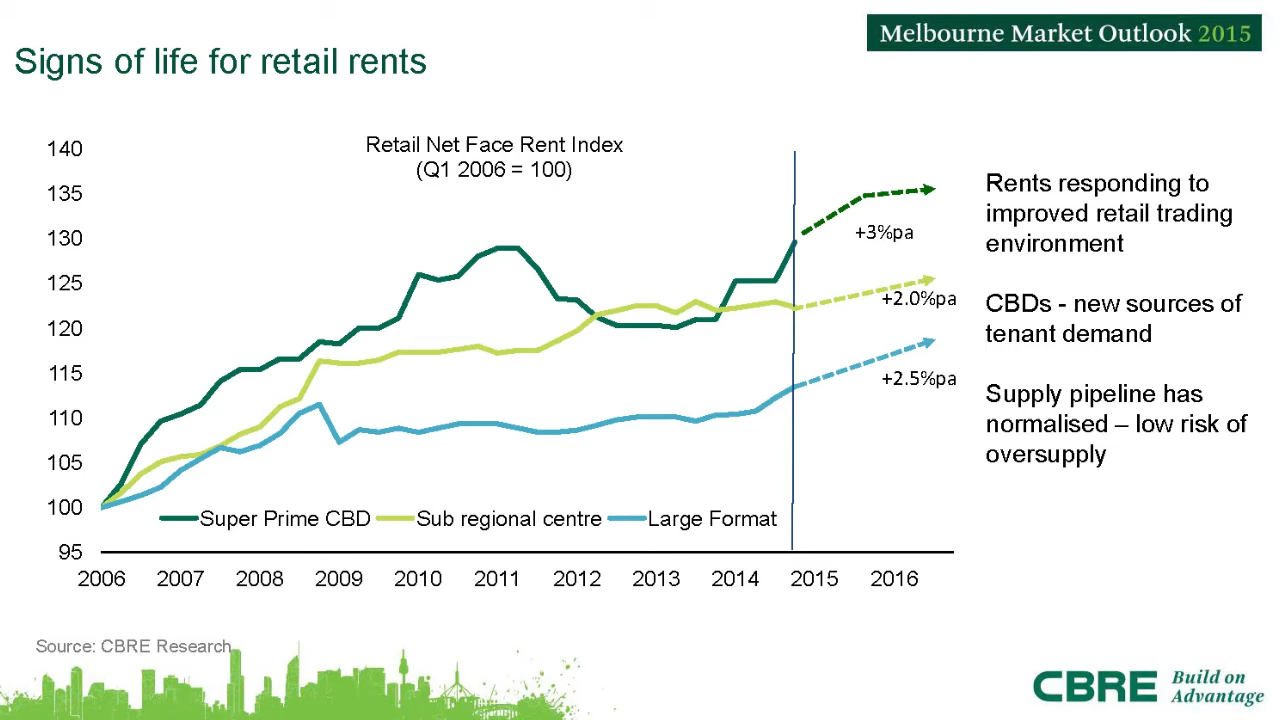 Melbourne Market Outlook 2015
Signs of life for retail rents
Retail Net Face Rent Index
(Q1 2006 = 100)
140
135
130
125
120
115
110
105
100
95
+3%pa
+2.0%pa
+2.5%pa
Super Prime CBD
Sub regional centre
Large Format
2006 2007 2008 2009 2010 2011 2012 2013 2014 2015 2016
Rents responding to
improved retail trading
environment
CBDs - new sources of
tenant demand
Supply pipeline has
normalised – low risk of
oversupply
Source: CBRE Research
CBRE
Build on
Advantage